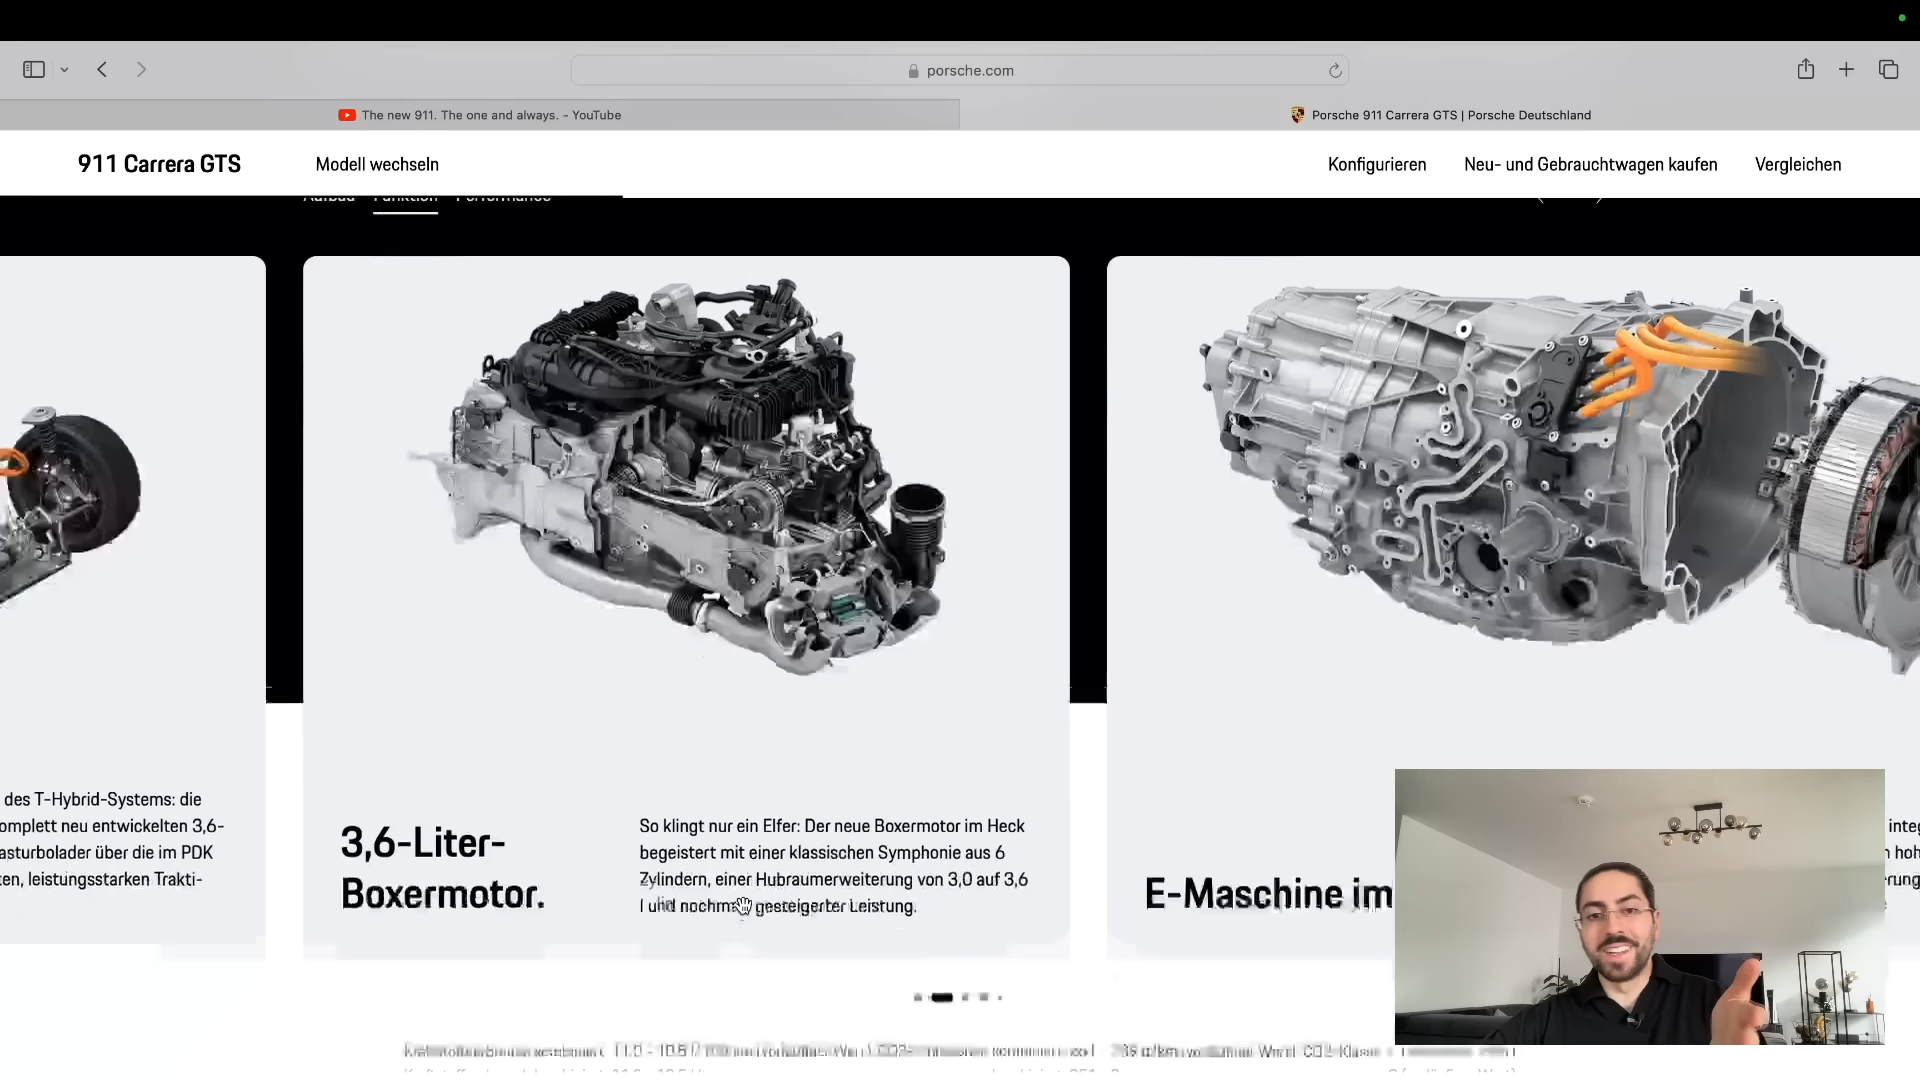 porsche.com
The new 911. The one and always. - YouTube
Porsche 911 Carrera GTS | Porsche Deutschland
911 Carrera GTS
Modell wechseln
Konfigurieren
Neu- und Gebrauchtwagen kaufen
Vergleichen
Aufbau
Funktion
Performance
des T-Hybrid-Systems: die
omplett neu entwickelten 3,6-
asturbolader über die im PDK
ten, leistungsstarken Trakti-
3,6-Liter-
Boxermotor.
So klingt nur ein Elfer: Der neue Boxermotor im Heck
begeistert mit einer klassischen Symphonie aus 6
Zylindern, einer Hubraumerweiterung von 3,0 auf 3,6
l und nochmal gesteigerter Leistung.
E-Maschine im